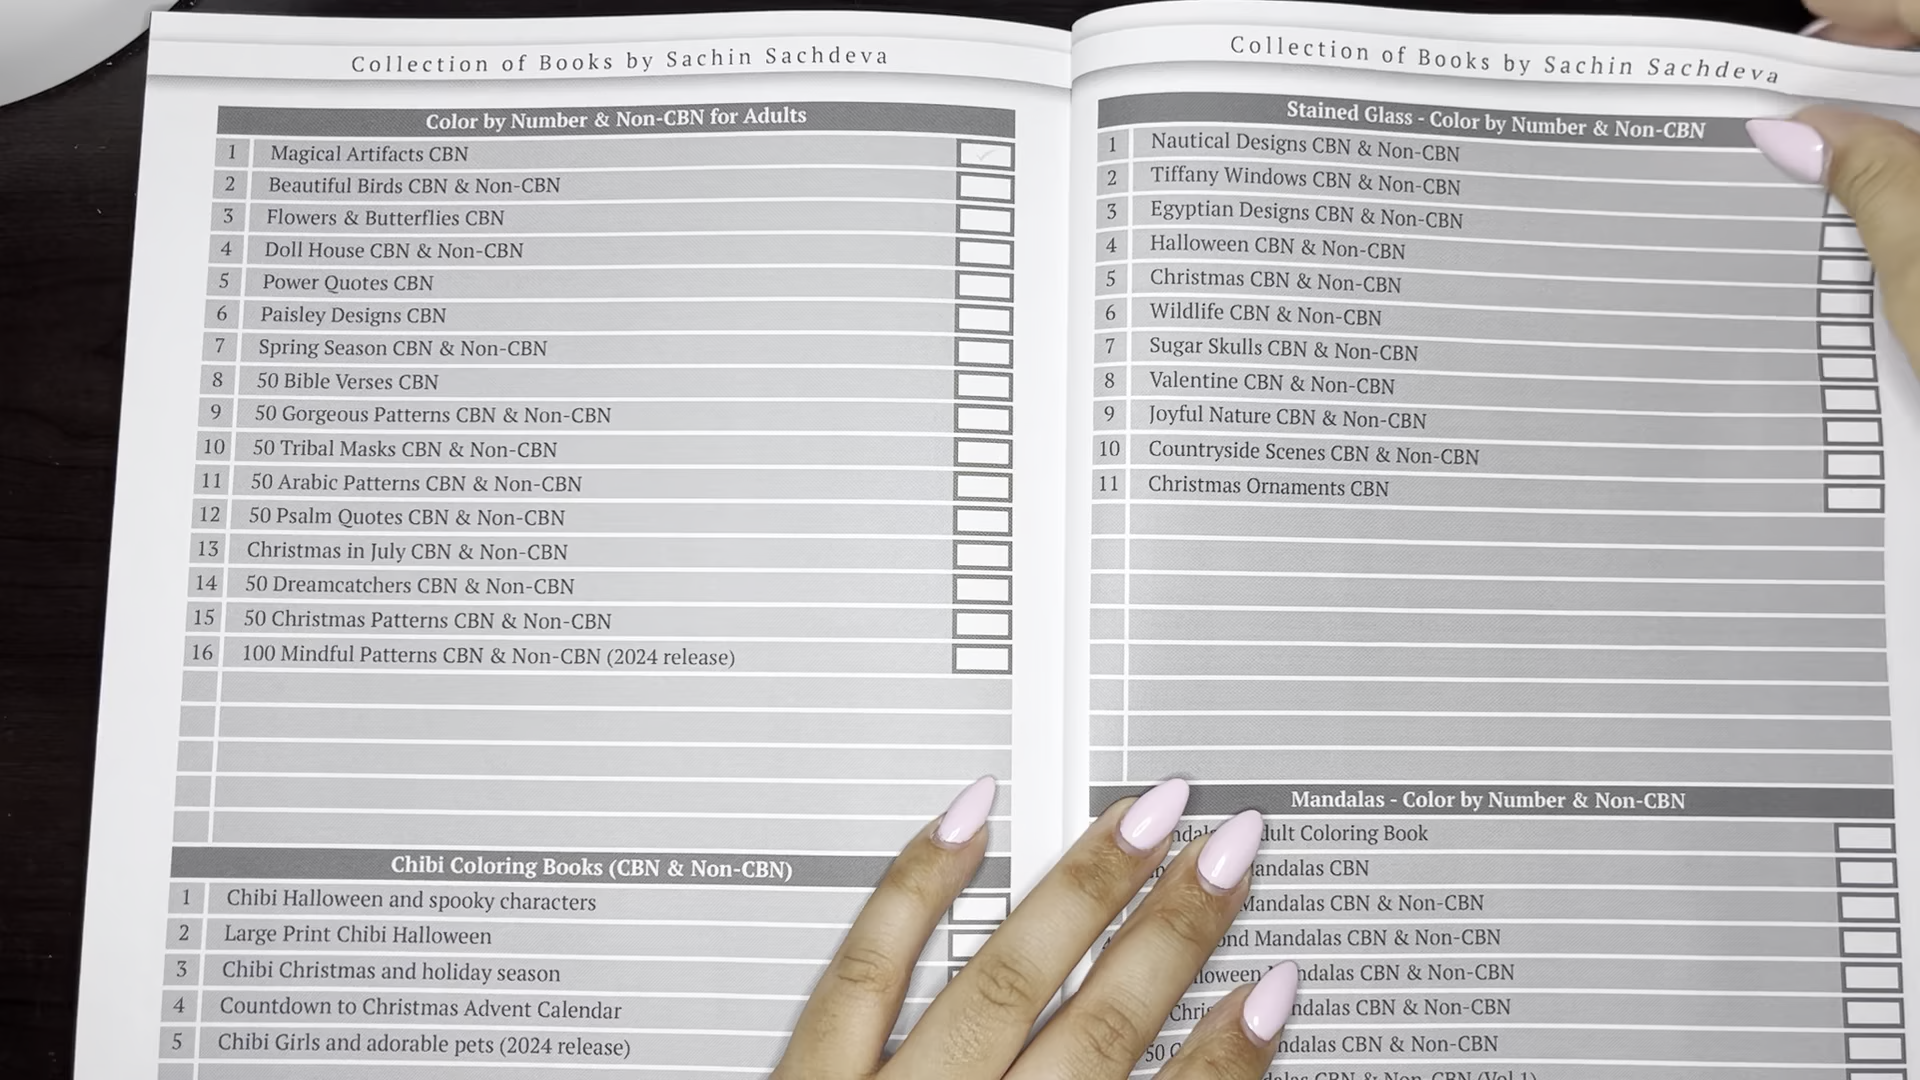 Collection of Books by Sachin Sachdeva
Color by Number & Non-CBN for Adults
1 Magical Artifacts CBN
2 Beautiful Birds CBN & Non-CBN
3 Flowers & Butterflies CBN
4 Doll House CBN & Non-CBN
5 Power Quotes CBN
6 Paisley Designs CBN
7 Spring Season CBN & Non-CBN
8 50 Bible Verses CBN
9 50 Gorgeous Patterns CBN & Non-CBN
10 50 Tribal Masks CBN & Non-CBN
11 50 Arabic Patterns CBN & Non-CBN
12 50 Psalm Quotes CBN & Non-CBN
13 Christmas in July CBN & Non-CBN
14 50 Dreamcatchers CBN & Non-CBN
15 50 Christmas Patterns CBN & Non-CBN
16 100 Mindful Patterns CBN & Non-CBN (2024 release)
Chibi Coloring Books (CBN & Non-CBN)
1 Chibi Halloween and spooky characters
2 Large Print Chibi Halloween
3 Chibi Christmas and holiday season
4 Countdown to Christmas Advent Calendar
5 Chibi Girls and adorable pets (2024 release)
Collection of Books by Sachin Sachdeva
Stained Glass - Color by Number & Non-CBN
1 Nautical Designs CBN & Non-CBN
2 Tiffany Windows CBN & Non-CBN
3 Egyptian Designs CBN & Non-CBN
4 Halloween CBN & Non-CBN
5 Christmas CBN & Non-CBN
6 Wildlife CBN & Non-CBN
7 Sugar Skulls CBN & Non-CBN
8 Valentine CBN & Non-CBN
9 Joyful Nature CBN & Non-CBN
10 Countryside Scenes CBN & Non-CBN
11 Christmas Ornaments CBN
Mandalas - Color by Number & Non-CBN
Coloring Book
CBN
Mandalas CBN & Non-CBN
Mandalas CBN & Non-CBN
CBN & Non-CBN
CBN & Non-CBN
50 CBN & Non-CBN
CBN & Non-CBN (Vol 1)